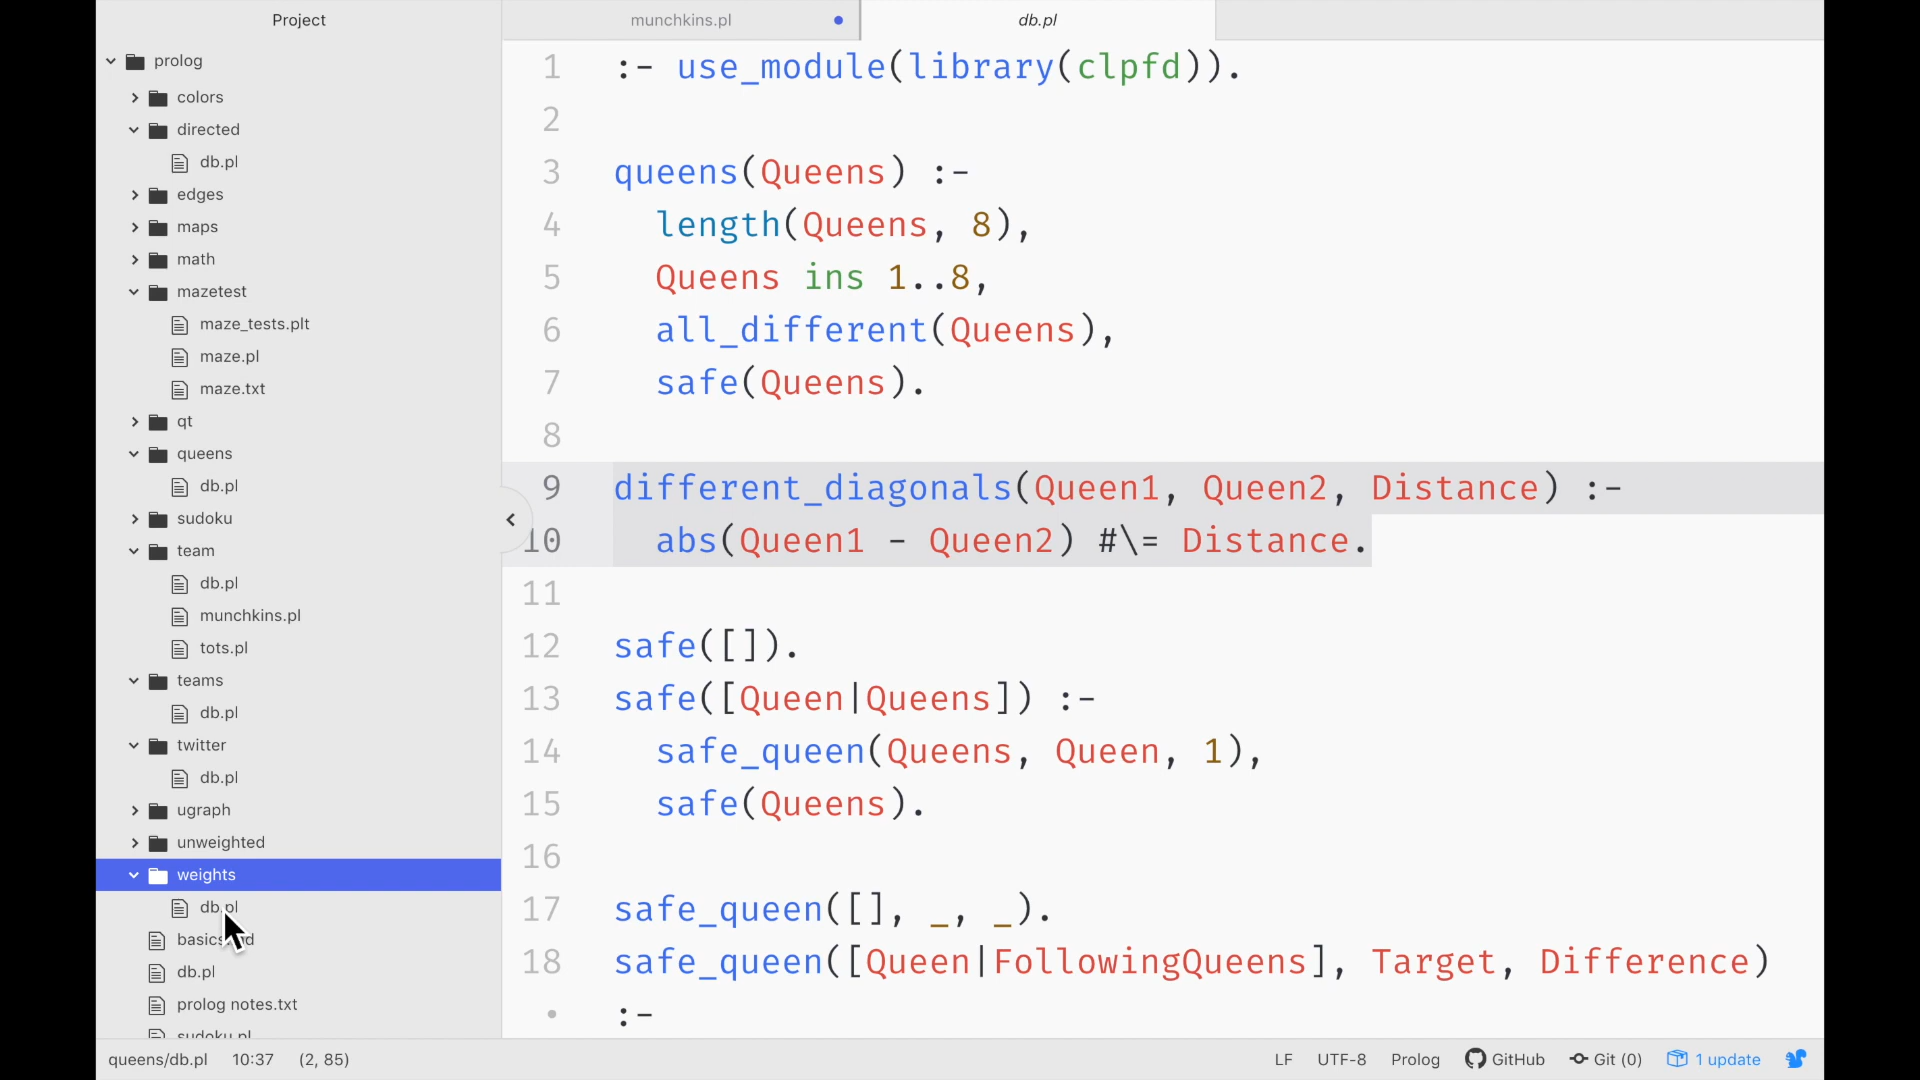 Project
munchkins.pl
db.pl
prolog
colors
directed
db.pl
edges
maps
math
mazetest
maze_tests.plt
maze.pl
maze.txt
qt
queens
db.pl
sudoku
team
db.pl
munchkins.pl
tots.pl
teams
db.pl
twitter
db.pl
ugraph
unweighted
weights
db.pl
db.pl
prolog notes.txt
sudoku.pl
1 :- use_module(library(clpfd)).
2
3 queens(Queens) :-
4 length(Queens, 8),
5 Queens ins 1..8,
6 all_different(Queens),
7 safe(Queens).
8
9 different_diagonals(Queen1, Queen2, Distance) :-
10 abs(Queen1 - Queen2) #\= Distance.
11
12 safe([]).
13 safe([Queen|Queens]) :-
14 safe_queen(Queens, Queen, 1),
15 safe(Queens).
16
17 safe_queen([], _, _).
18 safe_queen([Queen|FollowingQueens], Target, Difference)
• :-
queens/db.pl 10:37 (2, 85)
LF UTF-8 Prolog GitHub Git (0) 1 update